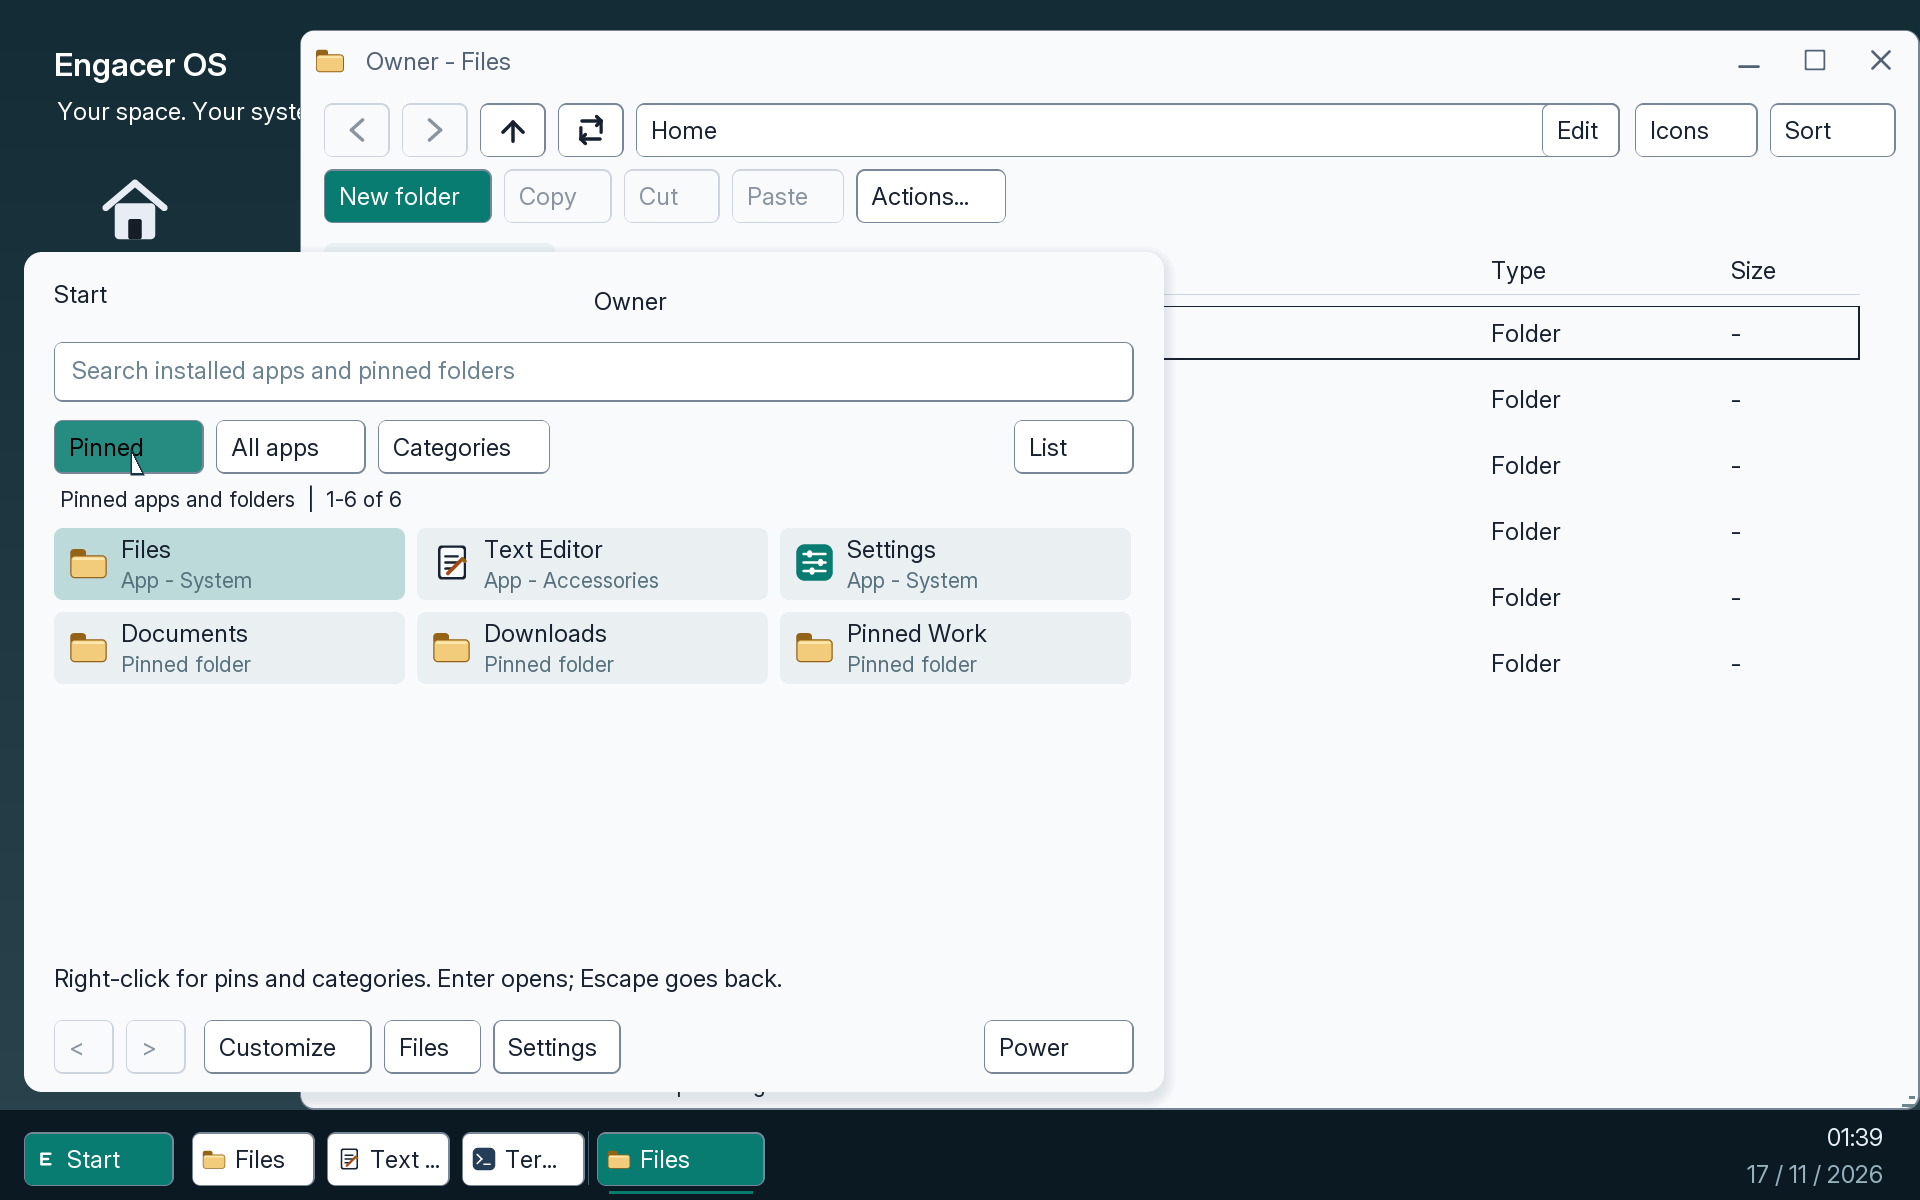 Engacer OS
Your space. Your syste
Owner - Files
Home
Edit
Icons
Sort
New folder
Copy
Cut
Paste
Actions...
Type
Size
Folder
-
Folder
-
Folder
-
Folder
-
Folder
-
Folder
-
Start
Owner
Search installed apps and pinned folders
Pinned
All apps
Categories
List
Pinned apps and folders | 1-6 of 6
Files
App - System
Text Editor
App - Accessories
Settings
App - System
Documents
Pinned folder
Downloads
Pinned folder
Pinned Work
Pinned folder
Right-click for pins and categories. Enter opens; Escape goes back.
<
>
Customize
Files
Settings
Power
E Start
Files
Text ...
Ter...
Files
01:39
17 / 11 / 2026